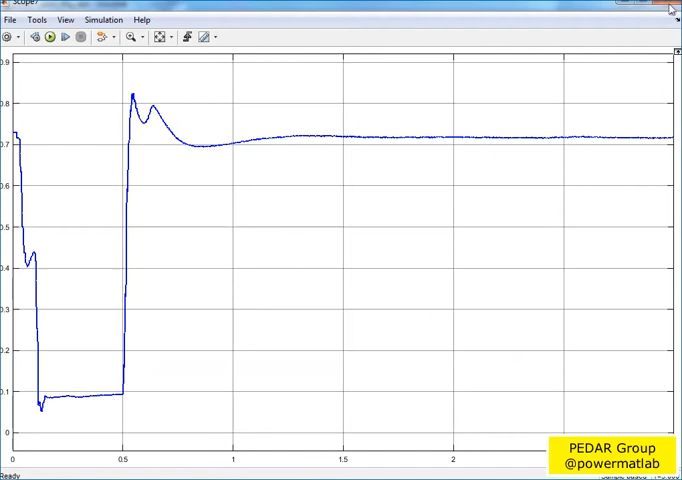 Scope7
File Tools View Simulation Help
0.9
0.8
0.7
0.6
0.5
0.4
0.3
0.2
0.1
0
0 0.5 1 1.5 2
PEDAR Group
@powermatlab
Ready